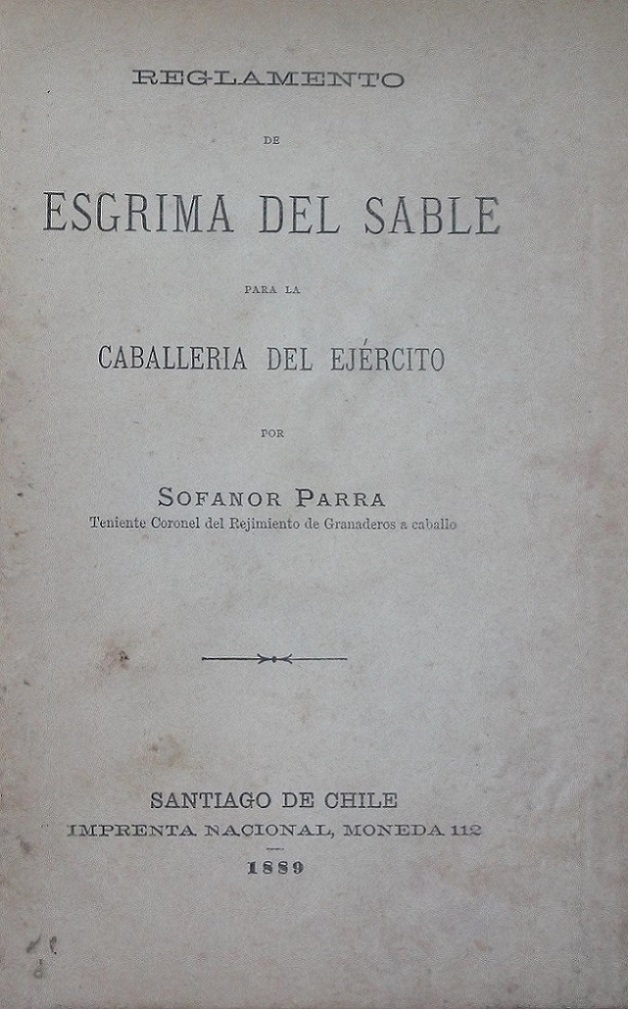 REGLAMENTO
DE
ESGRIMA DEL SABLE
PARA LA
CABALLERIA DEL EJÉRCITO
POR
SOFANOR PARRA
Teniente Coronel del Rejimiento de Granaderos a caballo
SANTIAGO DE CHILE
IMPRENTA NACIONAL, MONEDA 112
1889